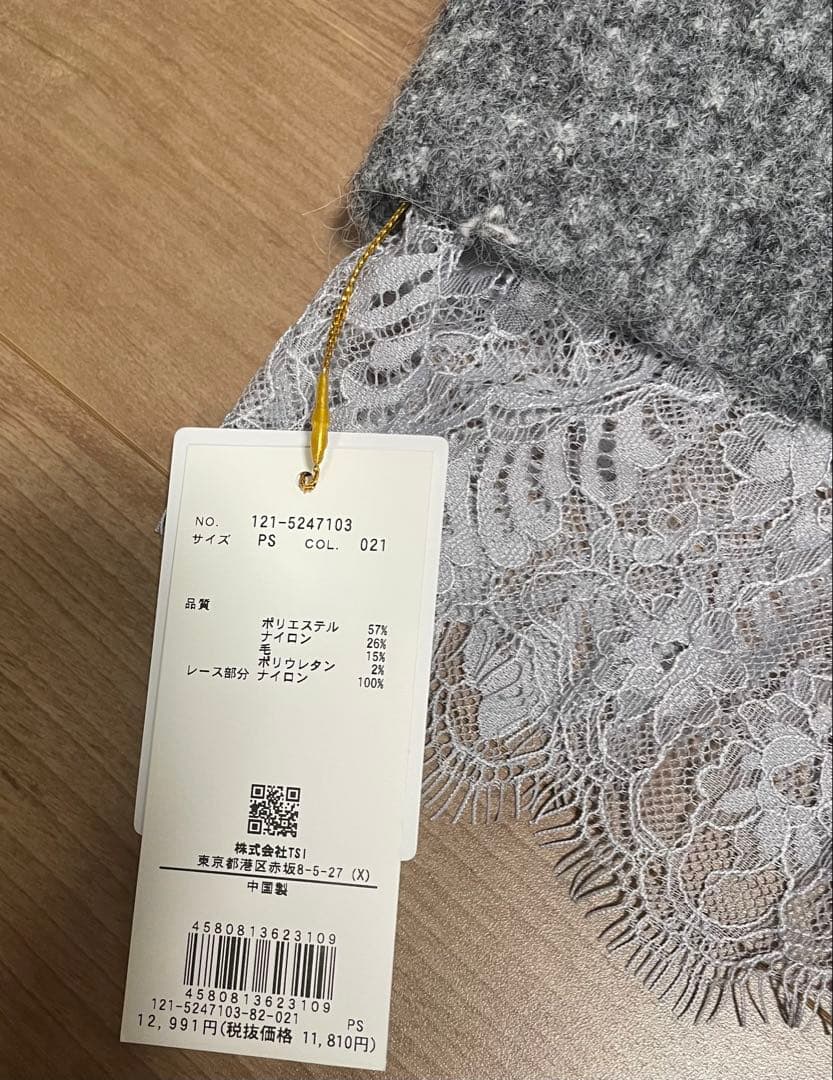 NO. 121-5247103
サイズ PS COL. 021
品質
ポリエステル 57%
ナイロン 26%
毛 15%
ポリウレタン 2%
レース部分 ナイロン 100%
株式会社TSI
東京都港区赤坂8-5-27 (X)
中国製
4580813623109
4580813623109
121-5247103-82-021 PS
12,991円(税抜価格 11,810円)